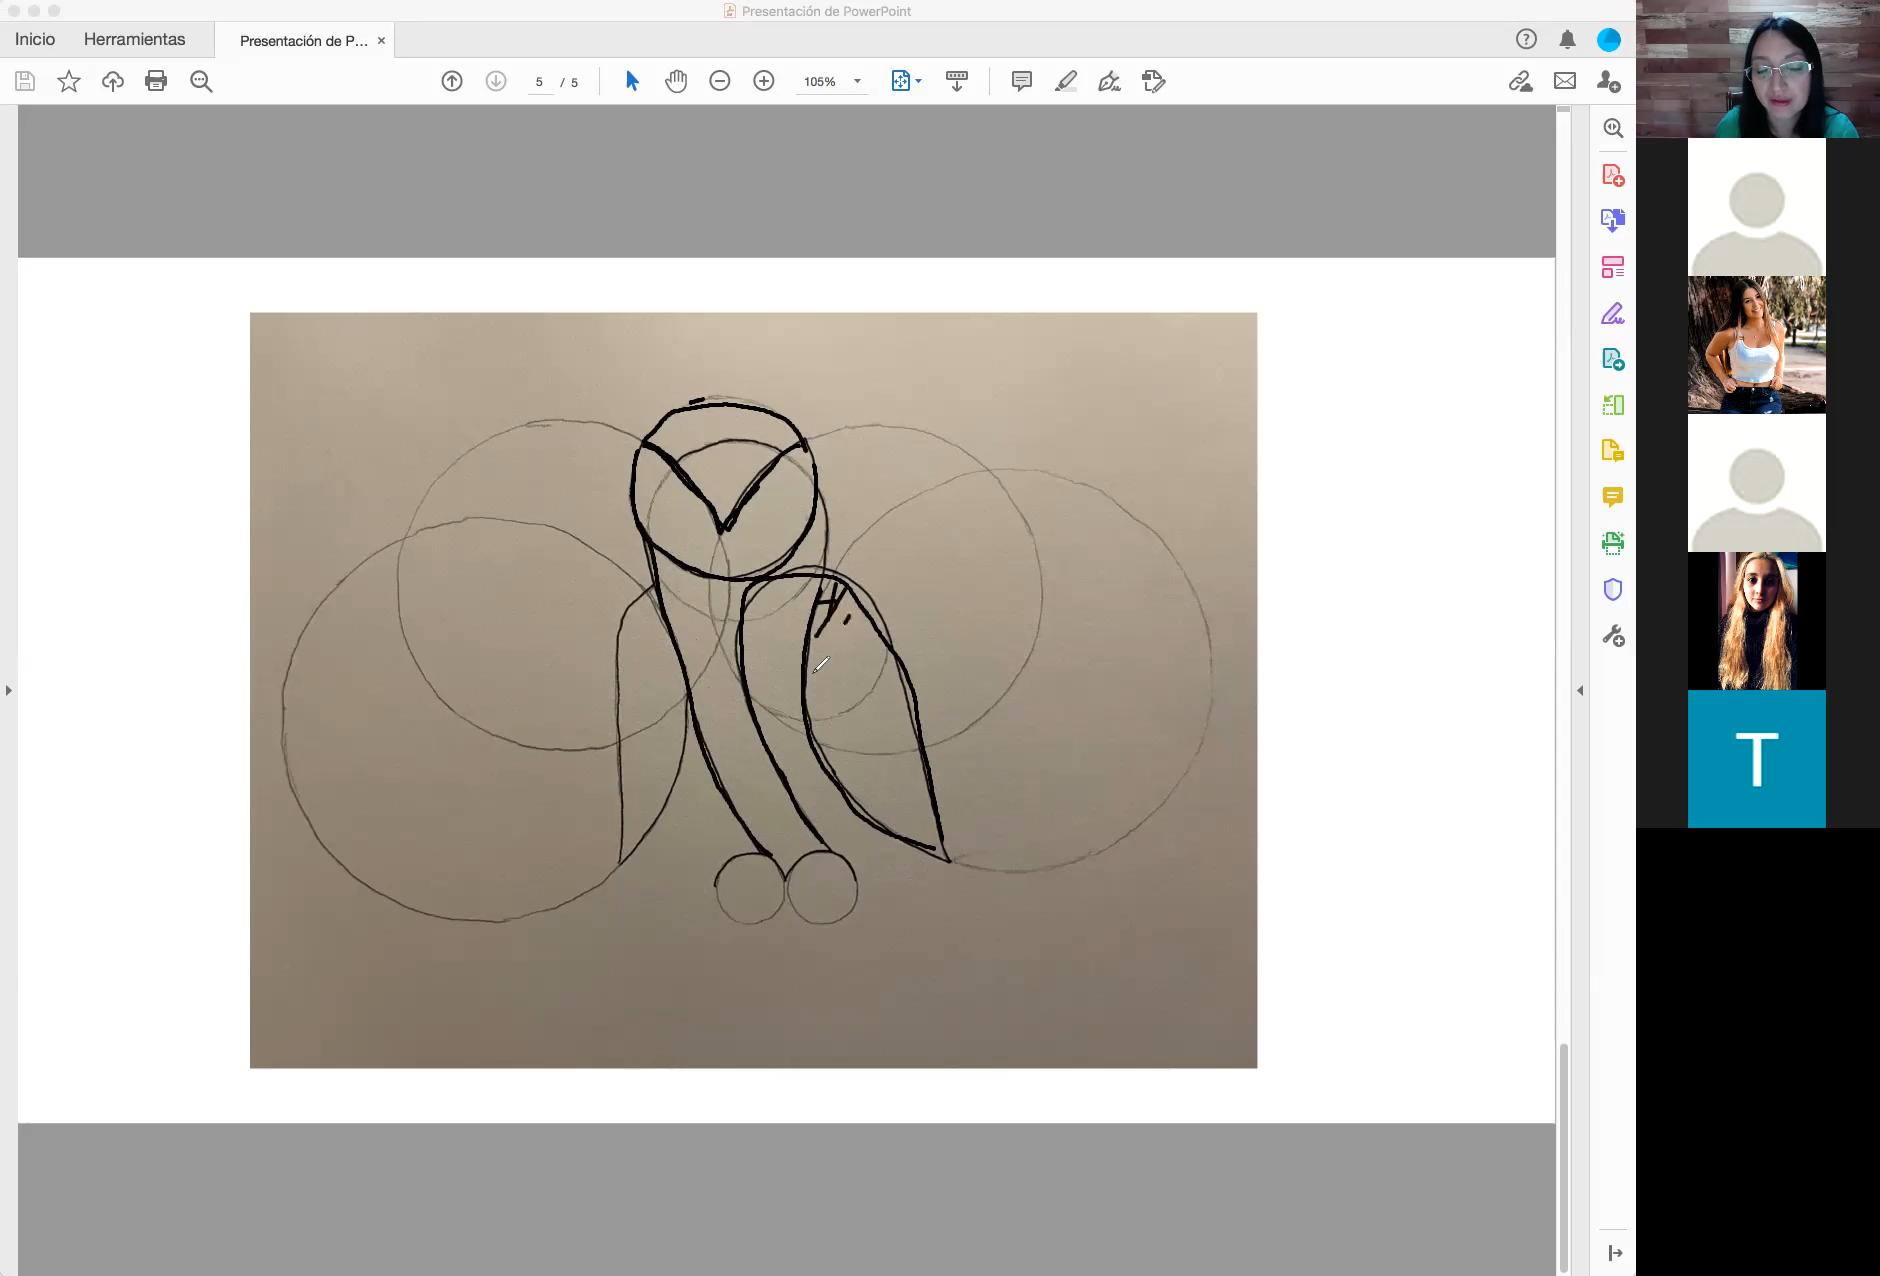 Presentación de PowerPoint
Inicio Herramientas Presentación de P... ×
5 / 5 105%
T